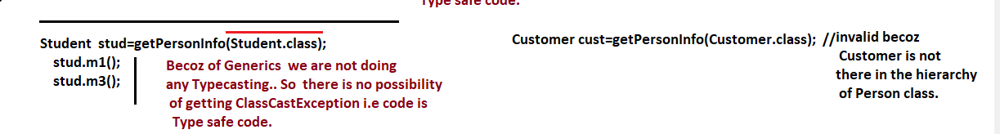 Type safe code.
Student stud=getPersonInfo(Student.class);
stud.m1();
stud.m3();
Becoz of Generics we are not doing
any Typecasting.. So there is no possibility
of getting ClassCastException i.e code is
Type safe code.
Customer cust=getPersonInfo(Customer.class); //invalid becoz
Customer is not
there in the hierarchy
of Person class.